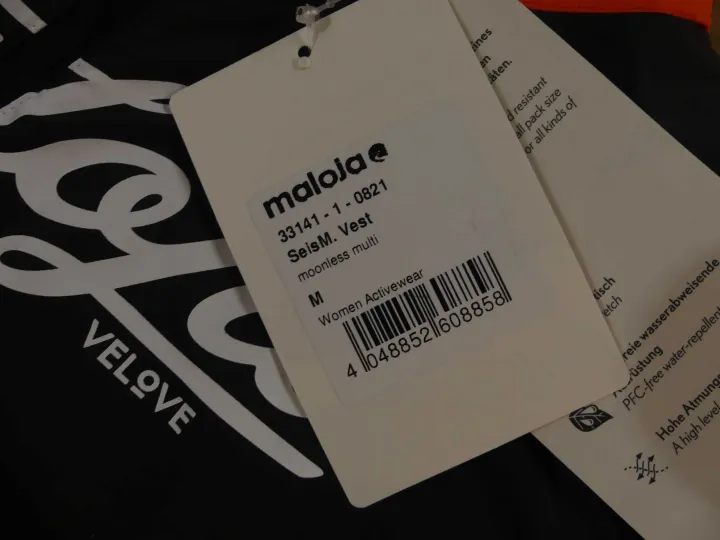 maloja
33141 - 1 - 0821
SeisM. Vest
moonless multi
M
Women Activewear
4 048852 608858
VELOVE
resistant
pack size
or all kinds of
wasserabweisende
PFC-free water-repellent
Hohe Atmungs
A high level